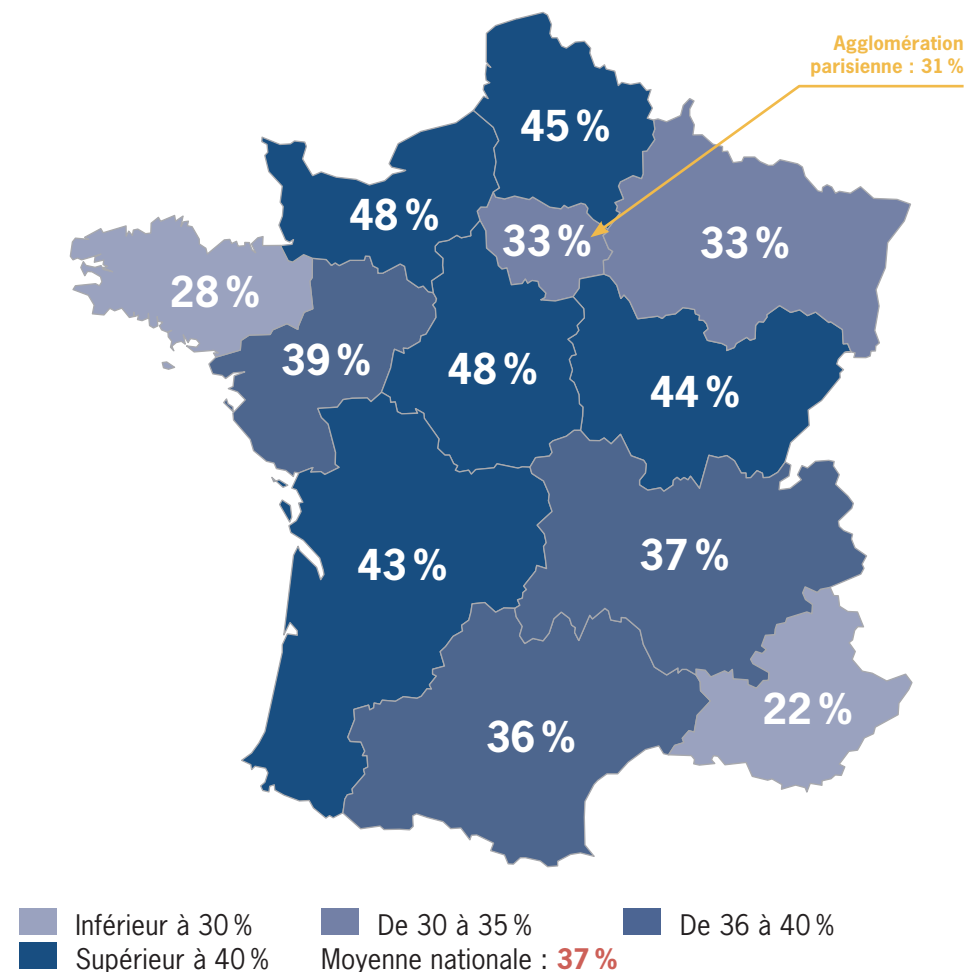 Agglomération
parisienne : 31 %
45 %
48 %
33 %
33 %
28 %
39 %
48 %
44 %
43 %
37 %
22 %
36 %
Inférieur à 30 %
De 30 à 35 %
De 36 à 40 %
Supérieur à 40 %
Moyenne nationale : 37 %